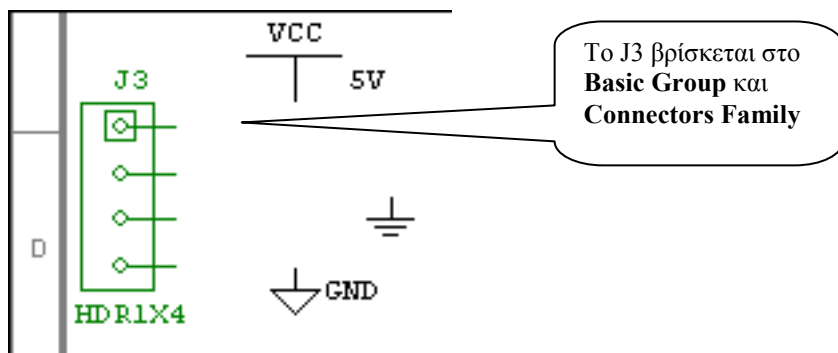 VCC
5V
J3
D
GND
HDR1X4
Το J3 βρίσκεται στο
Basic Group και
Connectors Family